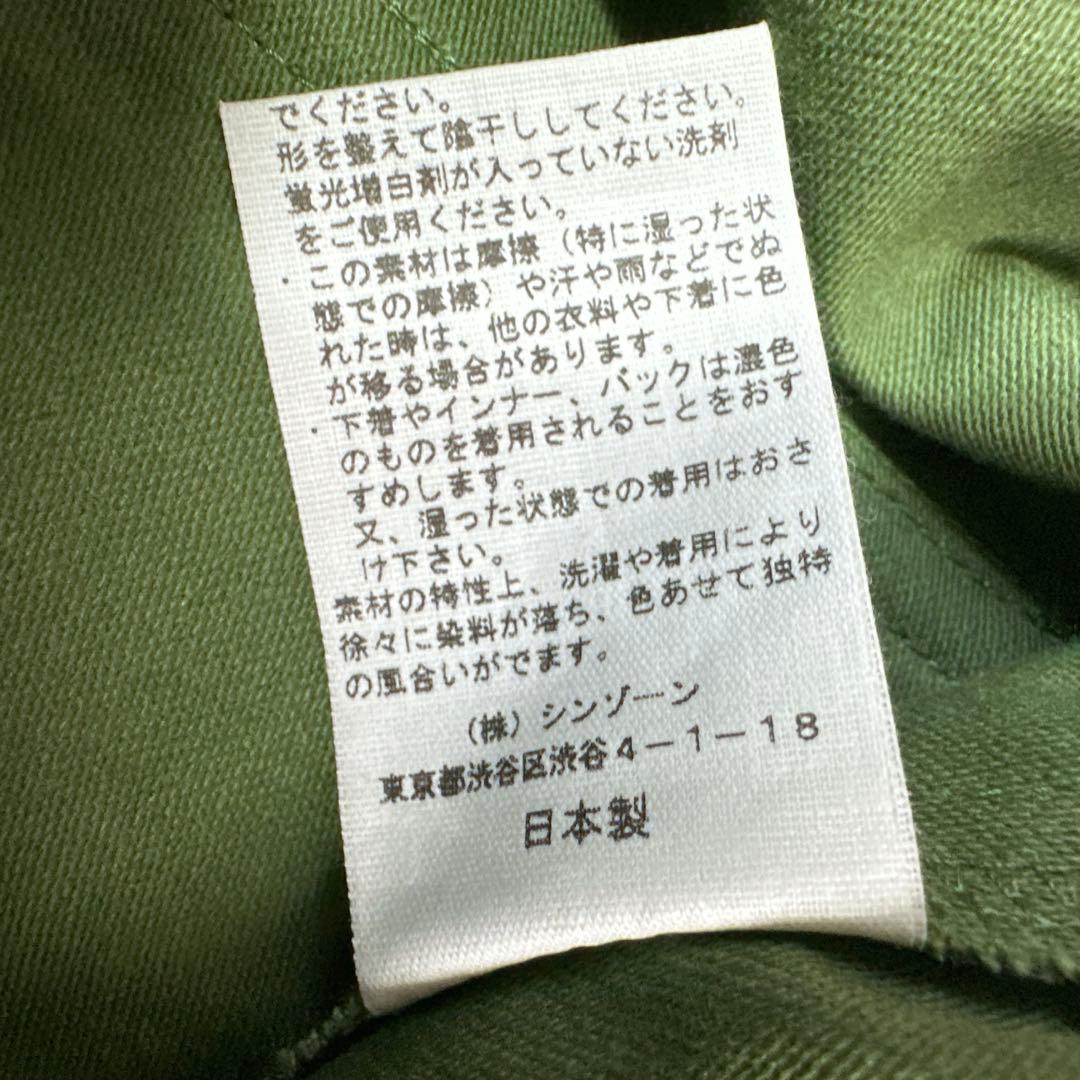 でください。
形を整えて陰干ししてください。
蛍光増白剤が入っていない洗剤
をご使用ください。
・この素材は摩擦（特に湿った状
態での摩擦）や汗や雨などでぬ
れた時は、他の衣料や下着に色
が移る場合があります。
・下着やインナー、バックは濃色
のものを着用されることをおす
すめします。
又、湿った状態での着用はおさ
け下さい。
素材の特性上、洗濯や着用により
徐々に染料が落ち、色あせて独特
の風合いがでます。
（株）シンゾーン
東京都渋谷区渋谷４－１－１８
日本製